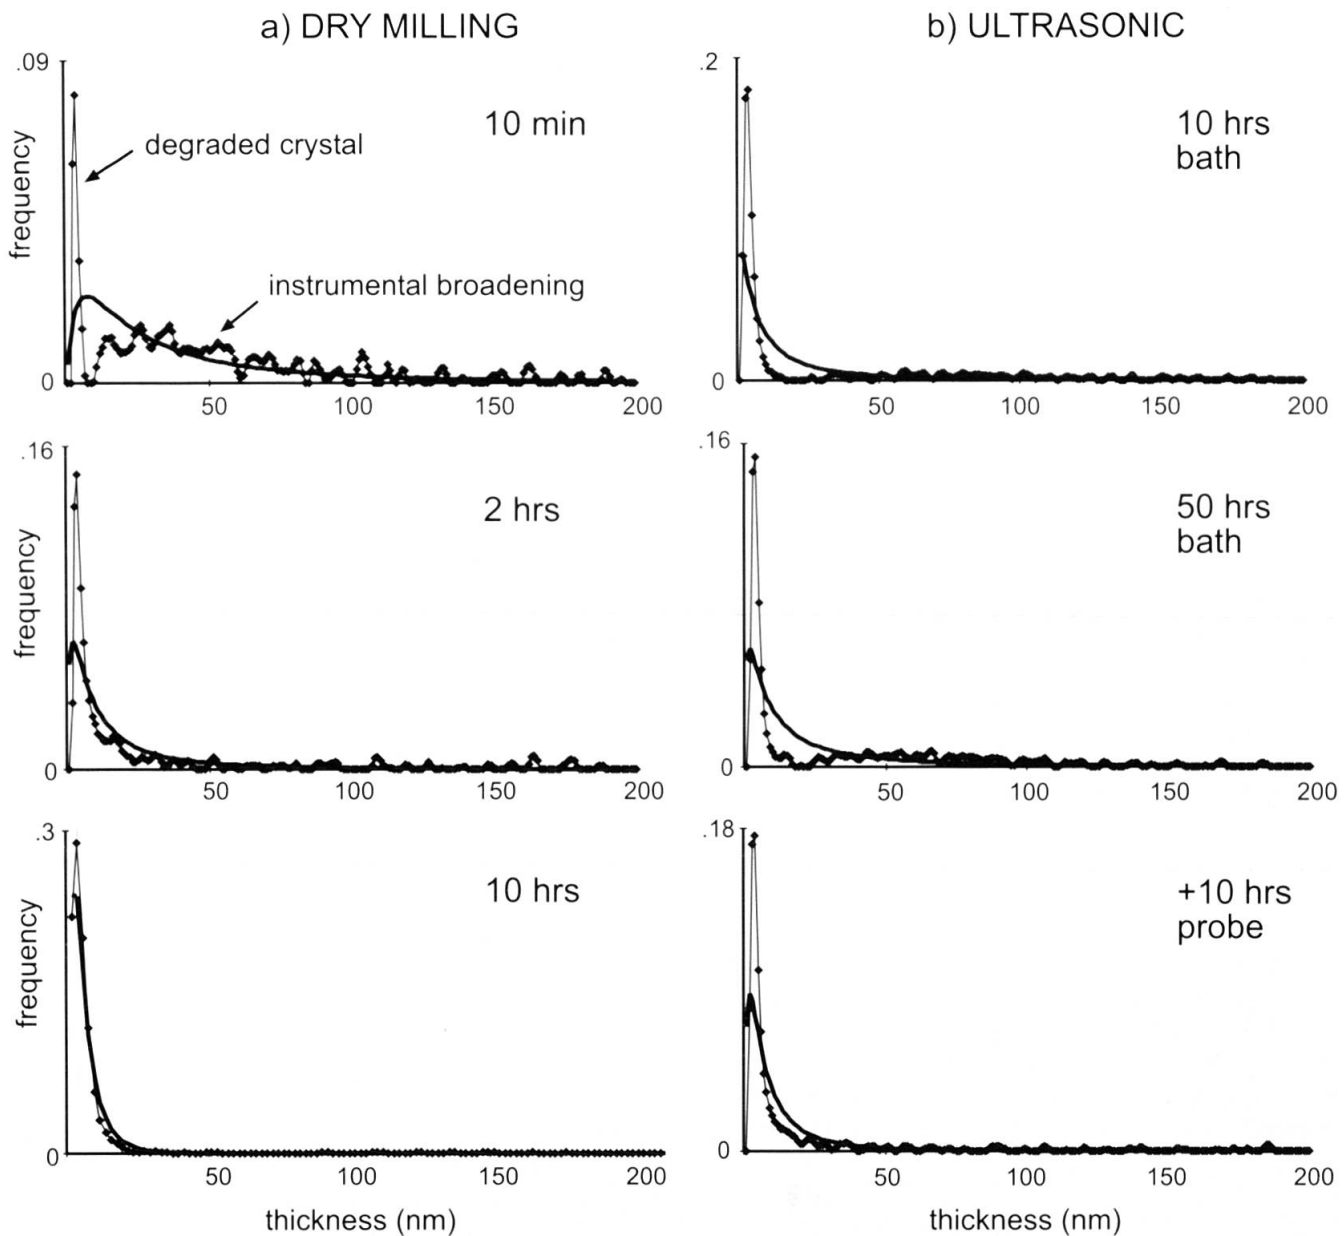 a) DRY MILLING
b) ULTRASONIC
.09
frequency
degraded crystal
10 min
instrumental broadening
0
50
100
150
200
.2
10 hrs
bath
0
50
100
150
200
.16
frequency
2 hrs
0
50
100
150
200
.16
50 hrs
bath
0
50
100
150
200
.3
frequency
10 hrs
0
50
100
150
200
thickness (nm)
.18
+10 hrs
probe
0
50
100
150
200
thickness (nm)